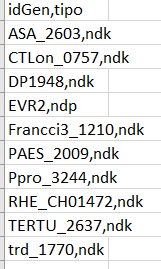 idGen,tipo
ASA_2603,ndk
CTLon_0757,ndk
DP1948,ndk
EVR2,ndp
Francci3_1210,ndk
PAES_2009,ndk
Ppro_3244,ndk
RHE_CH01472,ndk
TERTU_2637,ndk
trd_1770,ndk